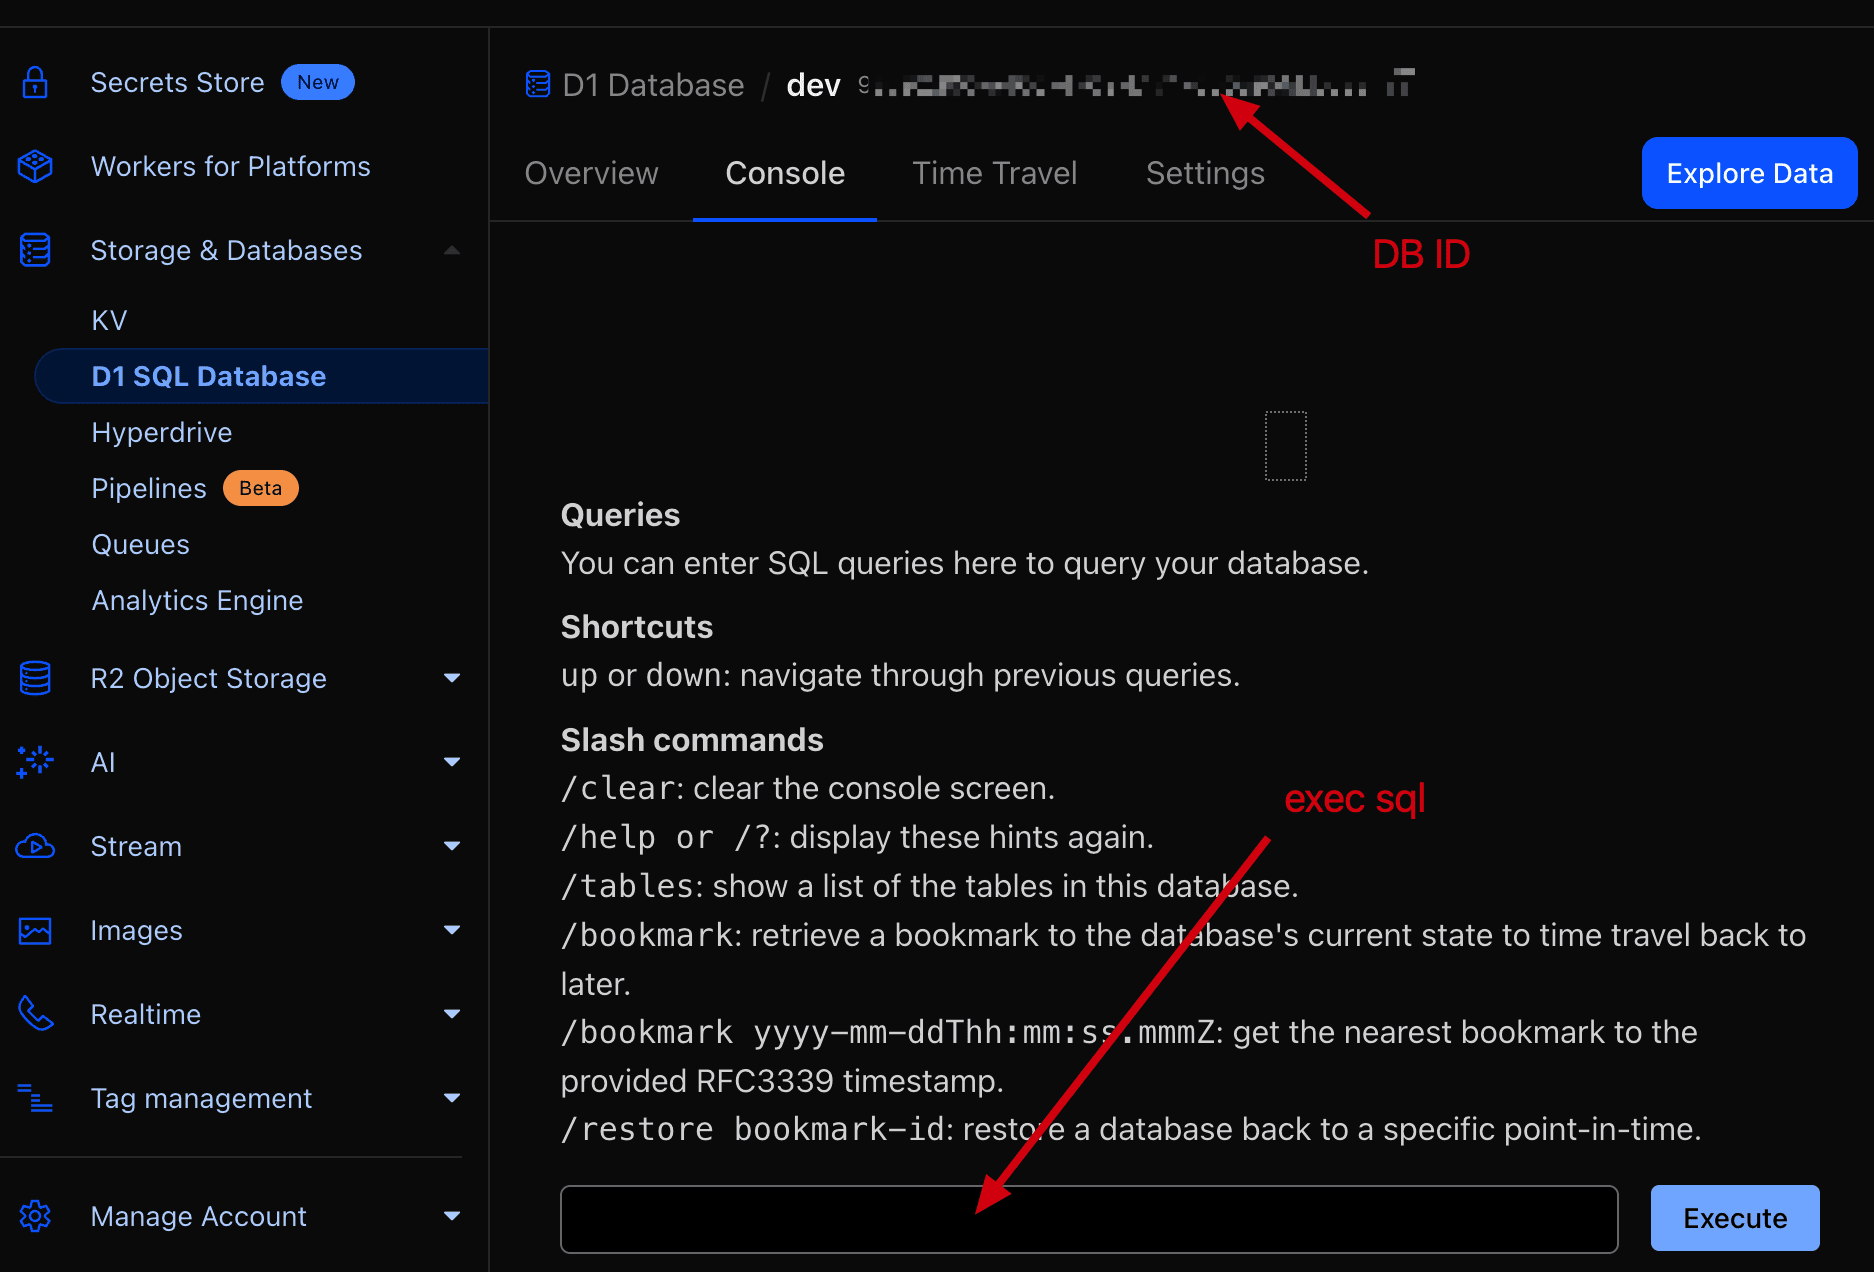 Secrets Store New
Workers for Platforms
Storage & Databases
KV
D1 SQL Database
Hyperdrive
Pipelines Beta
Queues
Analytics Engine
R2 Object Storage
AI
Stream
Images
Realtime
Tag management
Manage Account
D1 Database / dev 9
Overview Console Time Travel Settings
Explore Data
DB ID
Queries
You can enter SQL queries here to query your database.
Shortcuts
up or down: navigate through previous queries.
Slash commands
/clear: clear the console screen.
exec sql
/help or /?: display these hints again.
/tables: show a list of the tables in this database.
/bookmark: retrieve a bookmark to the database's current state to time travel back to
later.
/bookmark yyyy-mm-ddThh:mm:ss.mmmZ: get the nearest bookmark to the
provided RFC3339 timestamp.
/restore bookmark-id: restore a database back to a specific point-in-time.
Execute